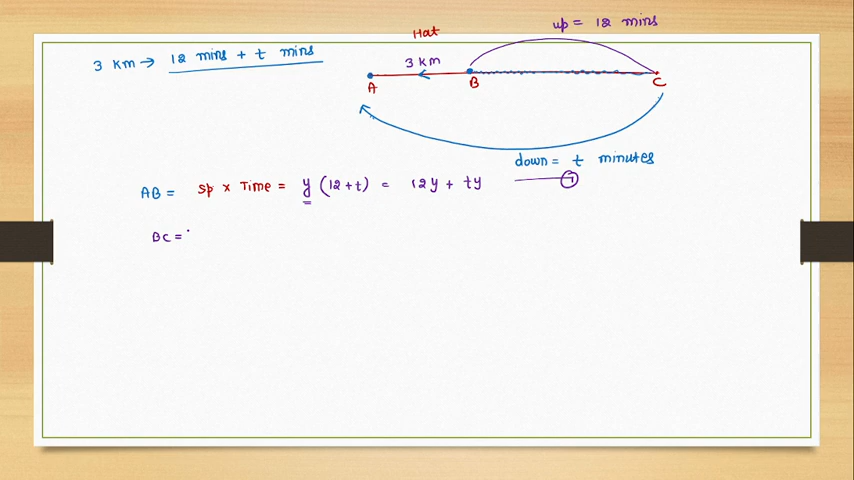 up = 12 mins
Hat
3 km → 12 mins + t mins
3 KM
A
B
C
down = t minutes
AB = Sp x Time = y (12+t) = 12y + ty ——①
BC =